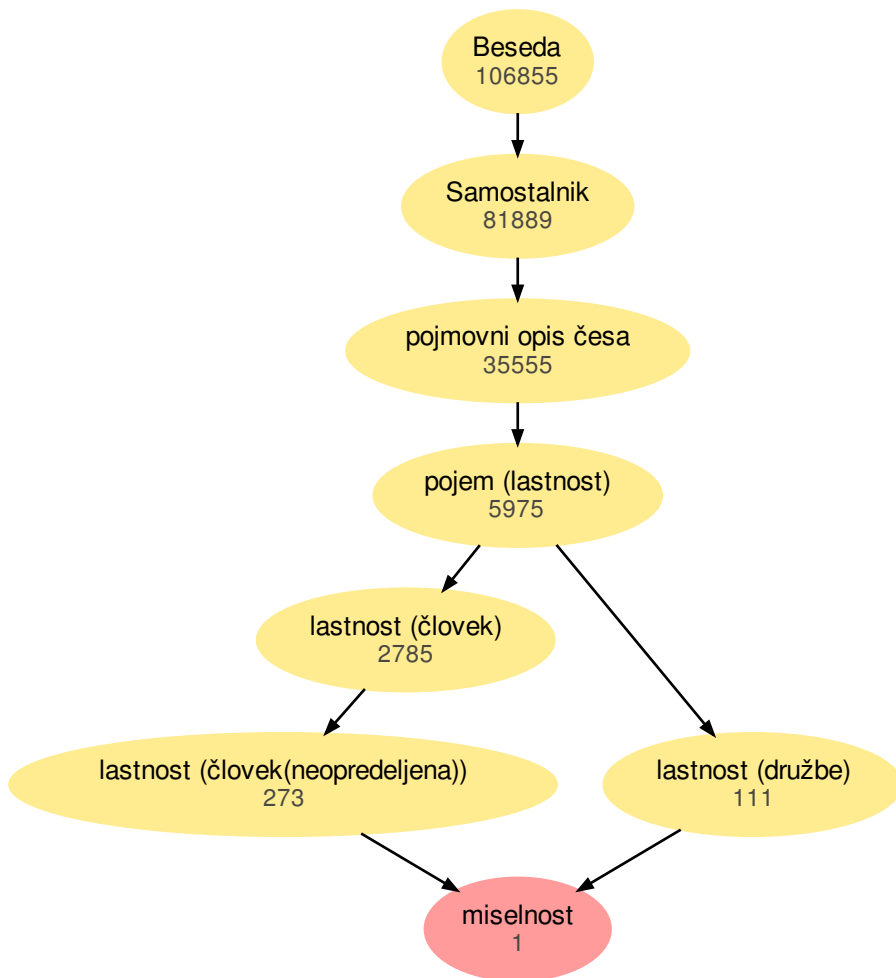 Beseda
106855
Samostalnik
81889
pojmovni opis česa
35555
pojem (lastnost)
5975
lastnost (človek)
2785
lastnost (človek(neopredeljena))
273
lastnost (družbe)
111
miselnost
1